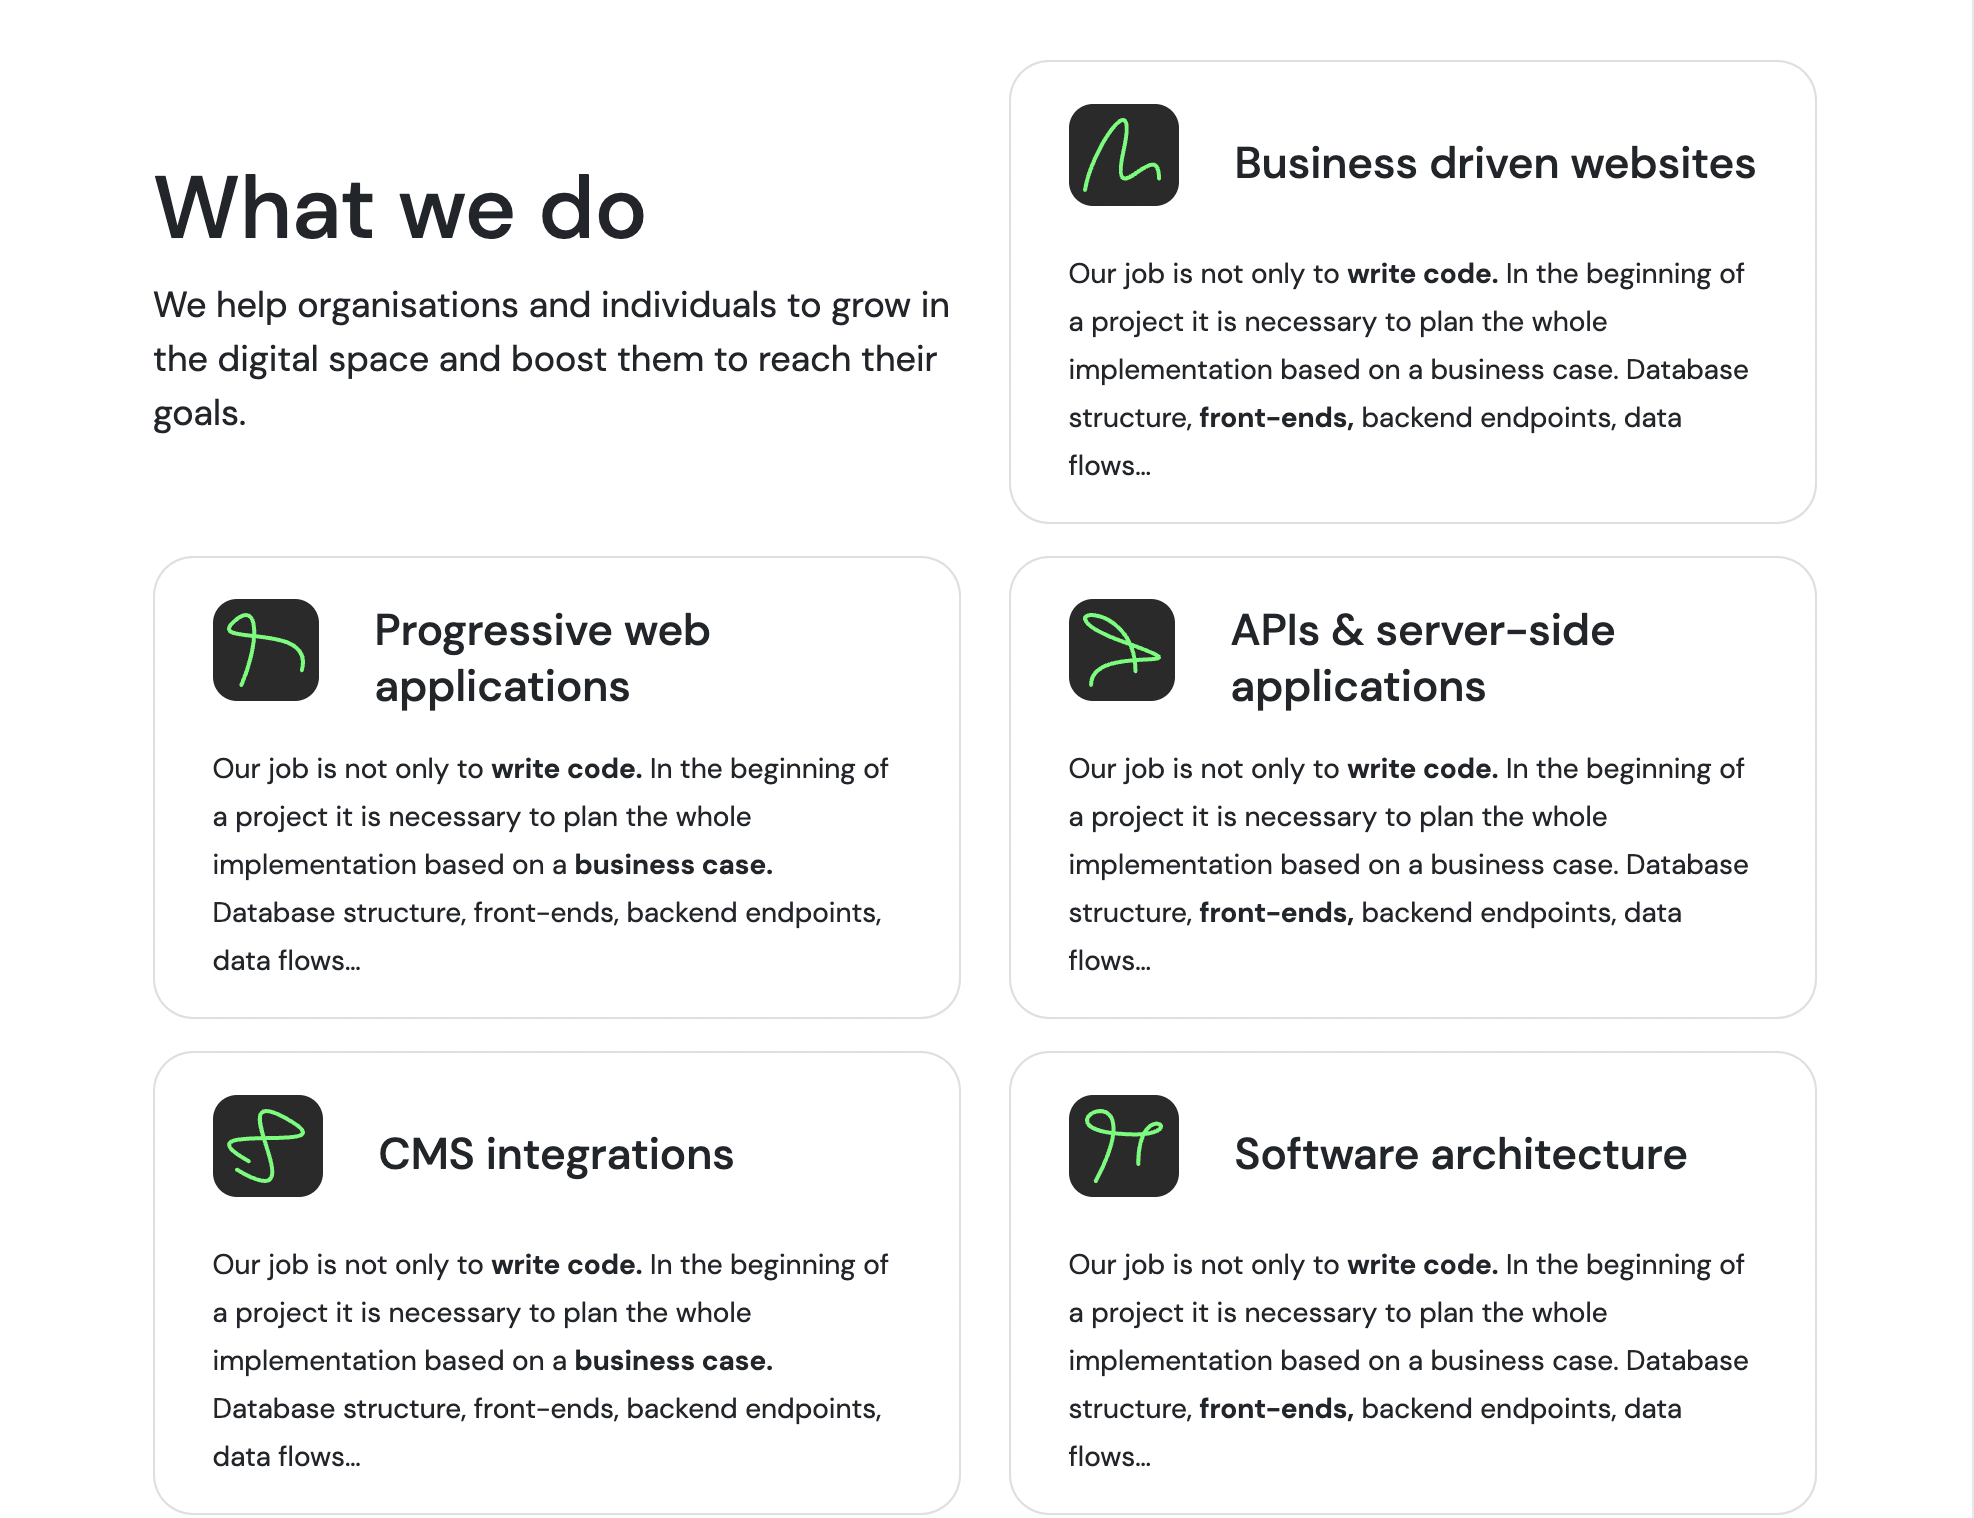 What we do
We help organisations and individuals to grow in
the digital space and boost them to reach their
goals.
Business driven websites
Our job is not only to write code. In the beginning of
a project it is necessary to plan the whole
implementation based on a business case. Database
structure, front-ends, backend endpoints, data
flows...
Progressive web
applications
Our job is not only to write code. In the beginning of
a project it is necessary to plan the whole
implementation based on a business case.
Database structure, front-ends, backend endpoints,
data flows...
APIs & server-side
applications
Our job is not only to write code. In the beginning of
a project it is necessary to plan the whole
implementation based on a business case. Database
structure, front-ends, backend endpoints, data
flows...
CMS integrations
Our job is not only to write code. In the beginning of
a project it is necessary to plan the whole
implementation based on a business case.
Database structure, front-ends, backend endpoints,
data flows...
Software architecture
Our job is not only to write code. In the beginning of
a project it is necessary to plan the whole
implementation based on a business case. Database
structure, front-ends, backend endpoints, data
flows...